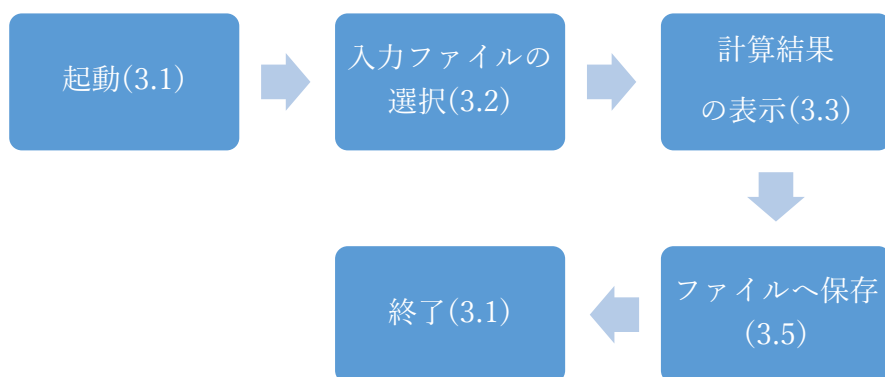 起動(3.1)
入力ファイルの
選択(3.2)
計算結果
の表示(3.3)
ファイルへ保存
(3.5)
終了(3.1)